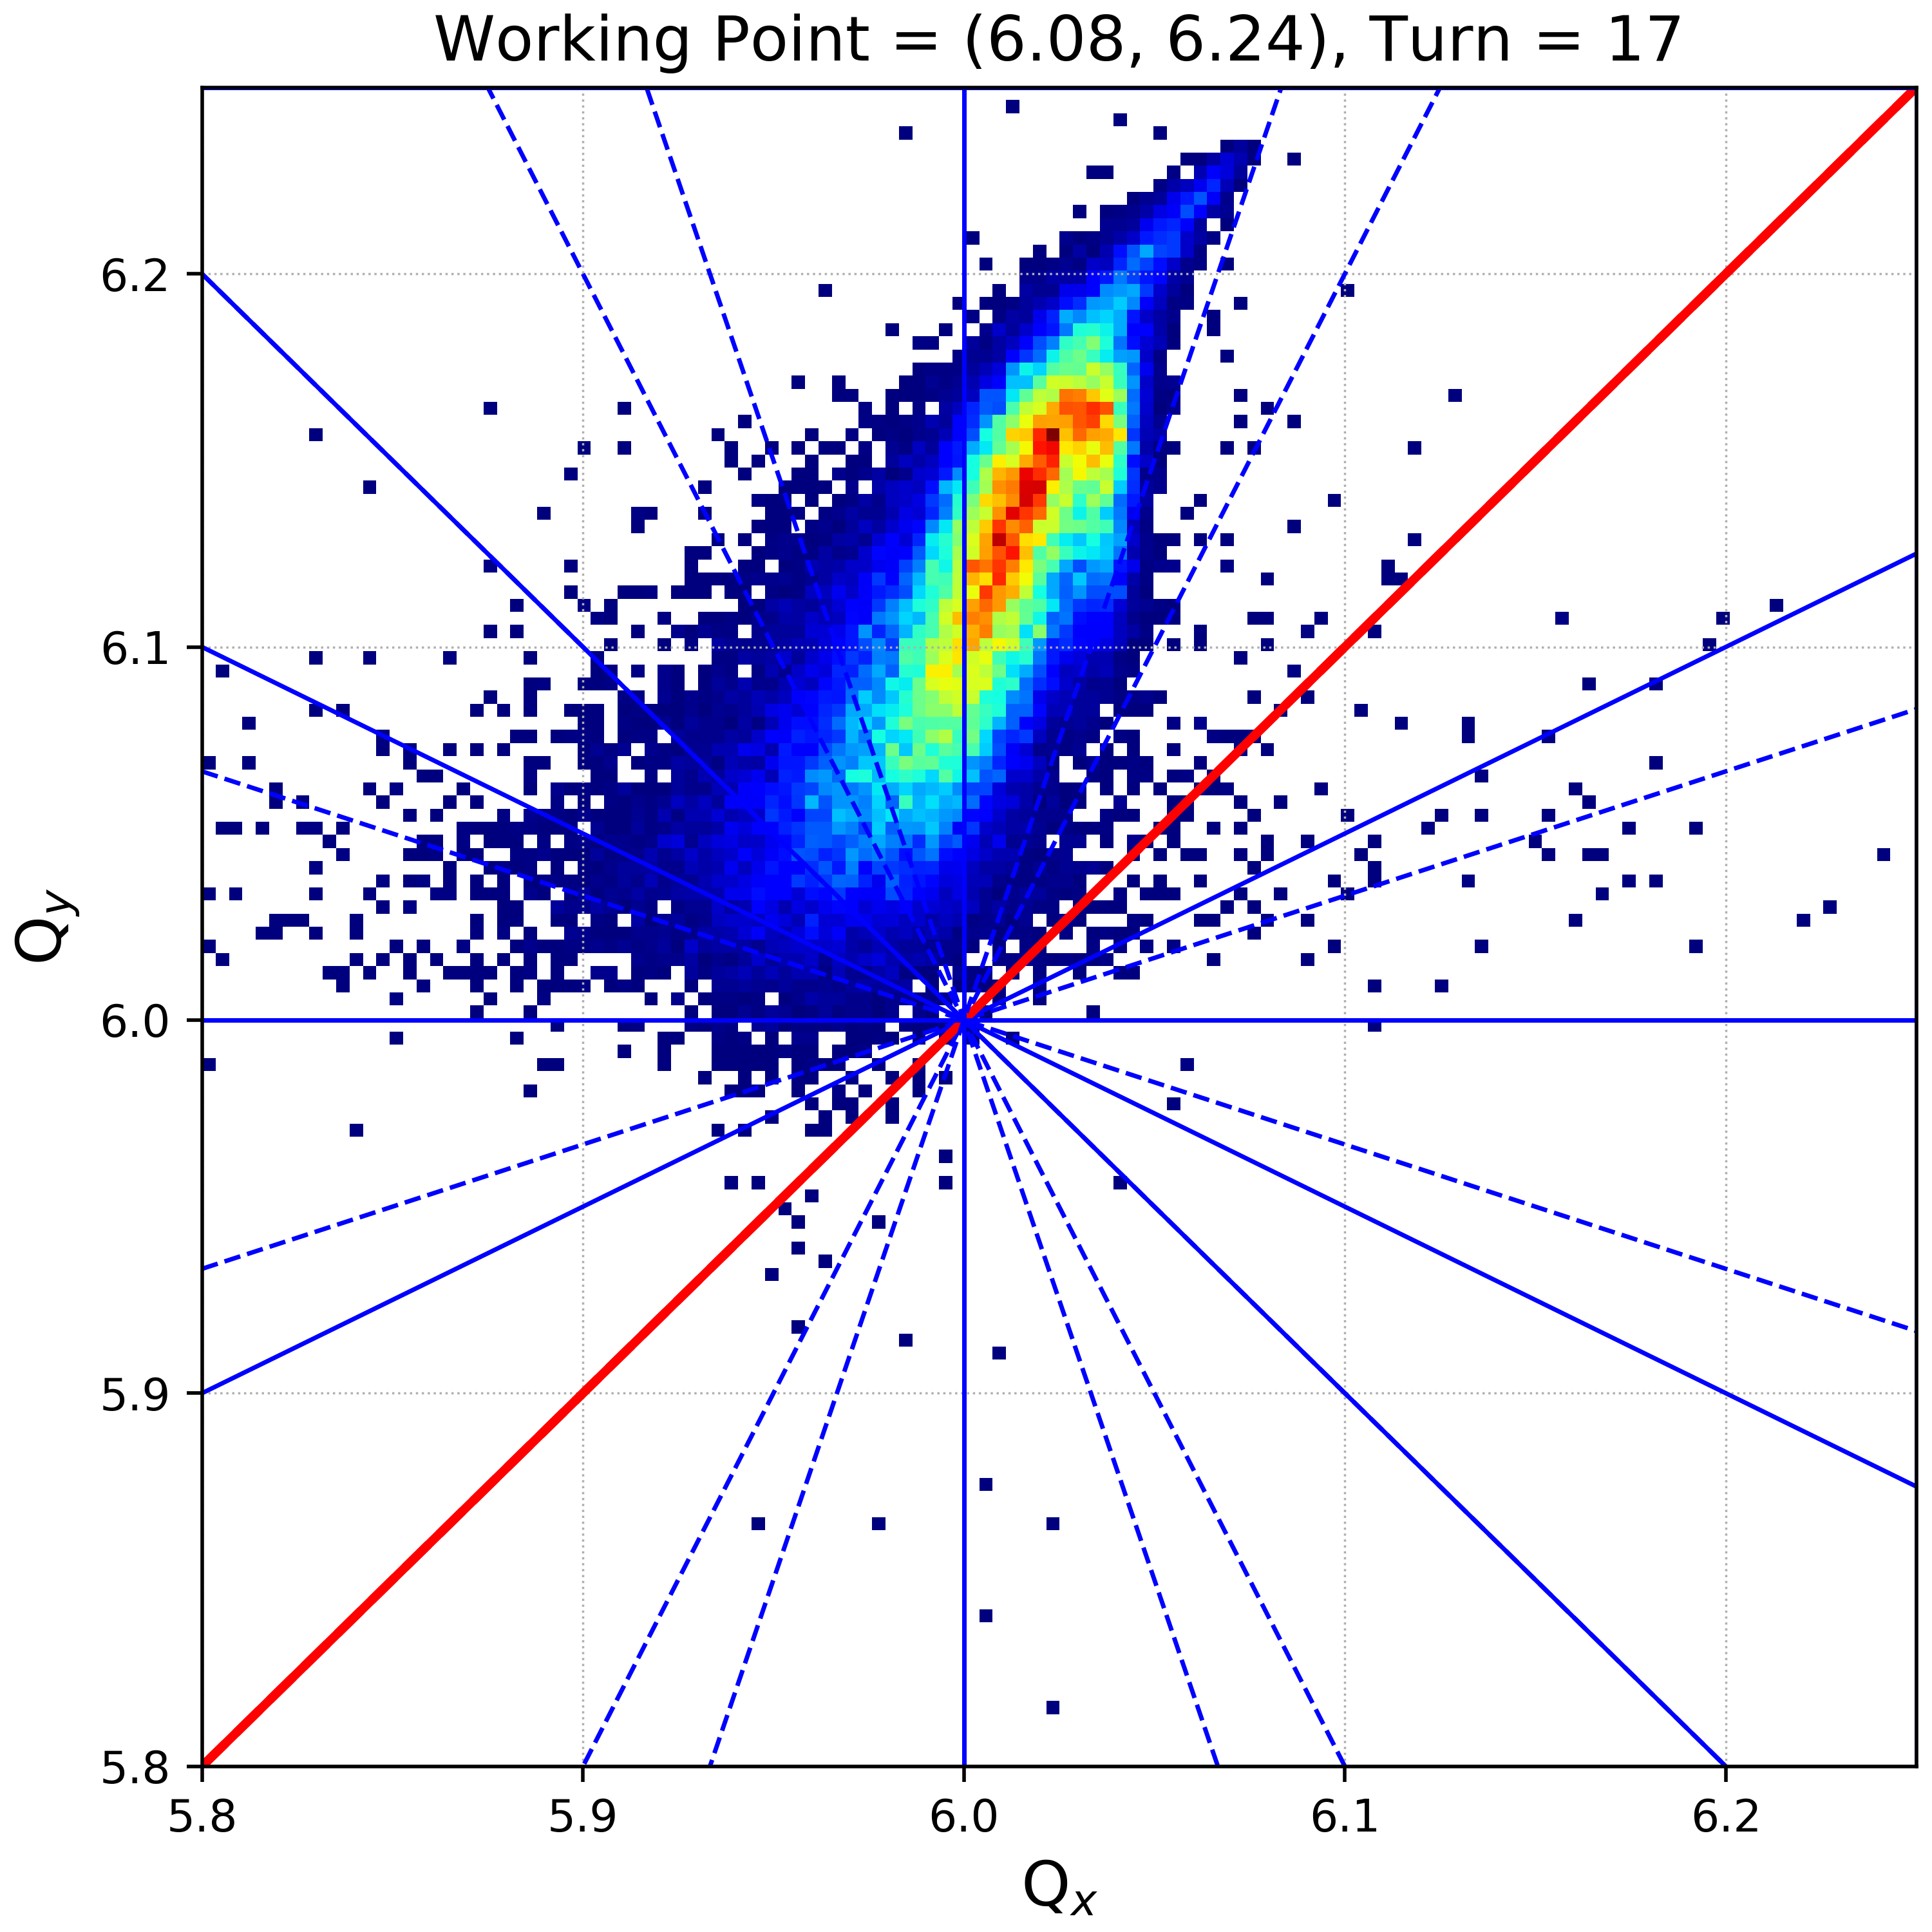 Working Point = (6.08, 6.24), Turn = 17
6.2
6.1
Qy
6.0
5.9
5.8
5.8 5.9 6.0 6.1 6.2
Qx